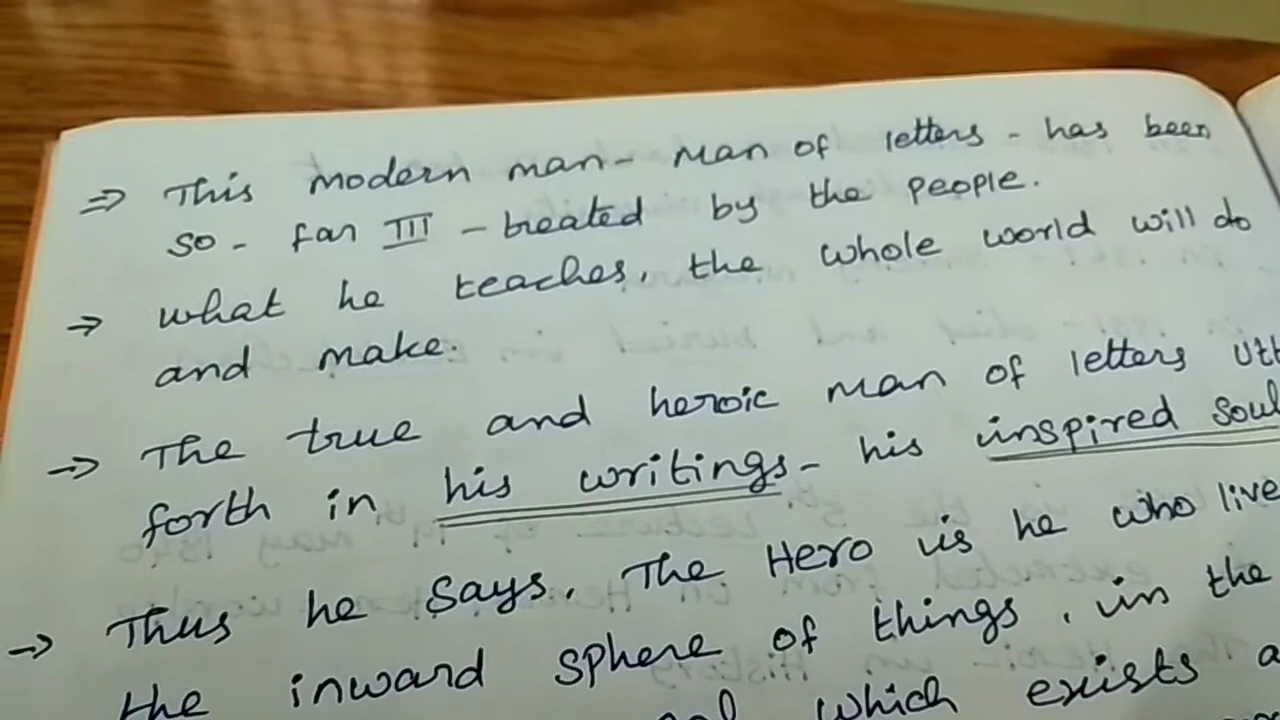 ⇒ This modern man - Man of letters - has been
so - far Ill - treated by the people.
→ what he teaches, the whole world will do
and make.
→ The true and heroic man of letters utt
forth in his writings - his inspired soul
→ Thus he says, The Hero is he who live
the inward sphere of things, in the
which exists a